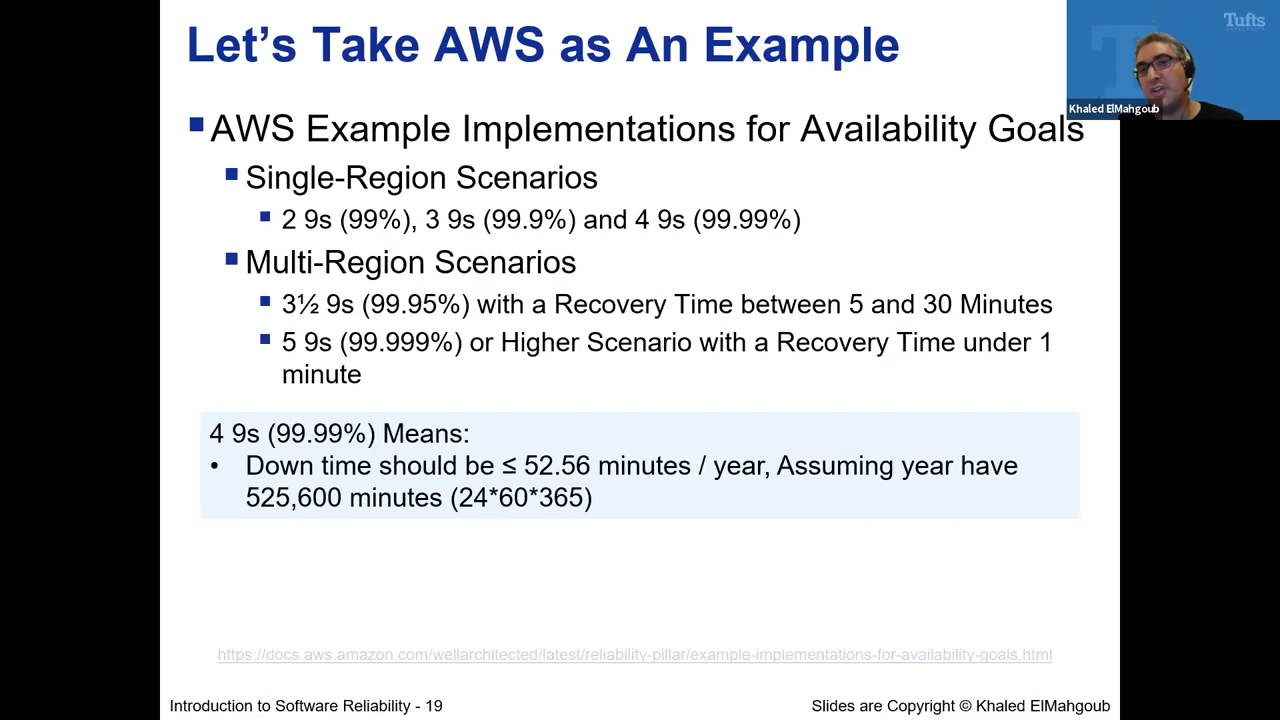 Let's Take AWS as An Example
Tufts
UNIVERSITY
Khaled ElMahgoub
AWS Example Implementations for Availability Goals
Single-Region Scenarios
2 9s (99%), 3 9s (99.9%) and 4 9s (99.99%)
Multi-Region Scenarios
3½ 9s (99.95%) with a Recovery Time between 5 and 30 Minutes
5 9s (99.999%) or Higher Scenario with a Recovery Time under 1
minute
4 9s (99.99%) Means:
• Down time should be ≤ 52.56 minutes / year, Assuming year have
525,600 minutes (24*60*365)
https://docs.aws.amazon.com/wellarchitected/latest/reliability-pillar/example-implementations-for-availability-goals.html
Introduction to Software Reliability - 19
Slides are Copyright © Khaled ElMahgoub